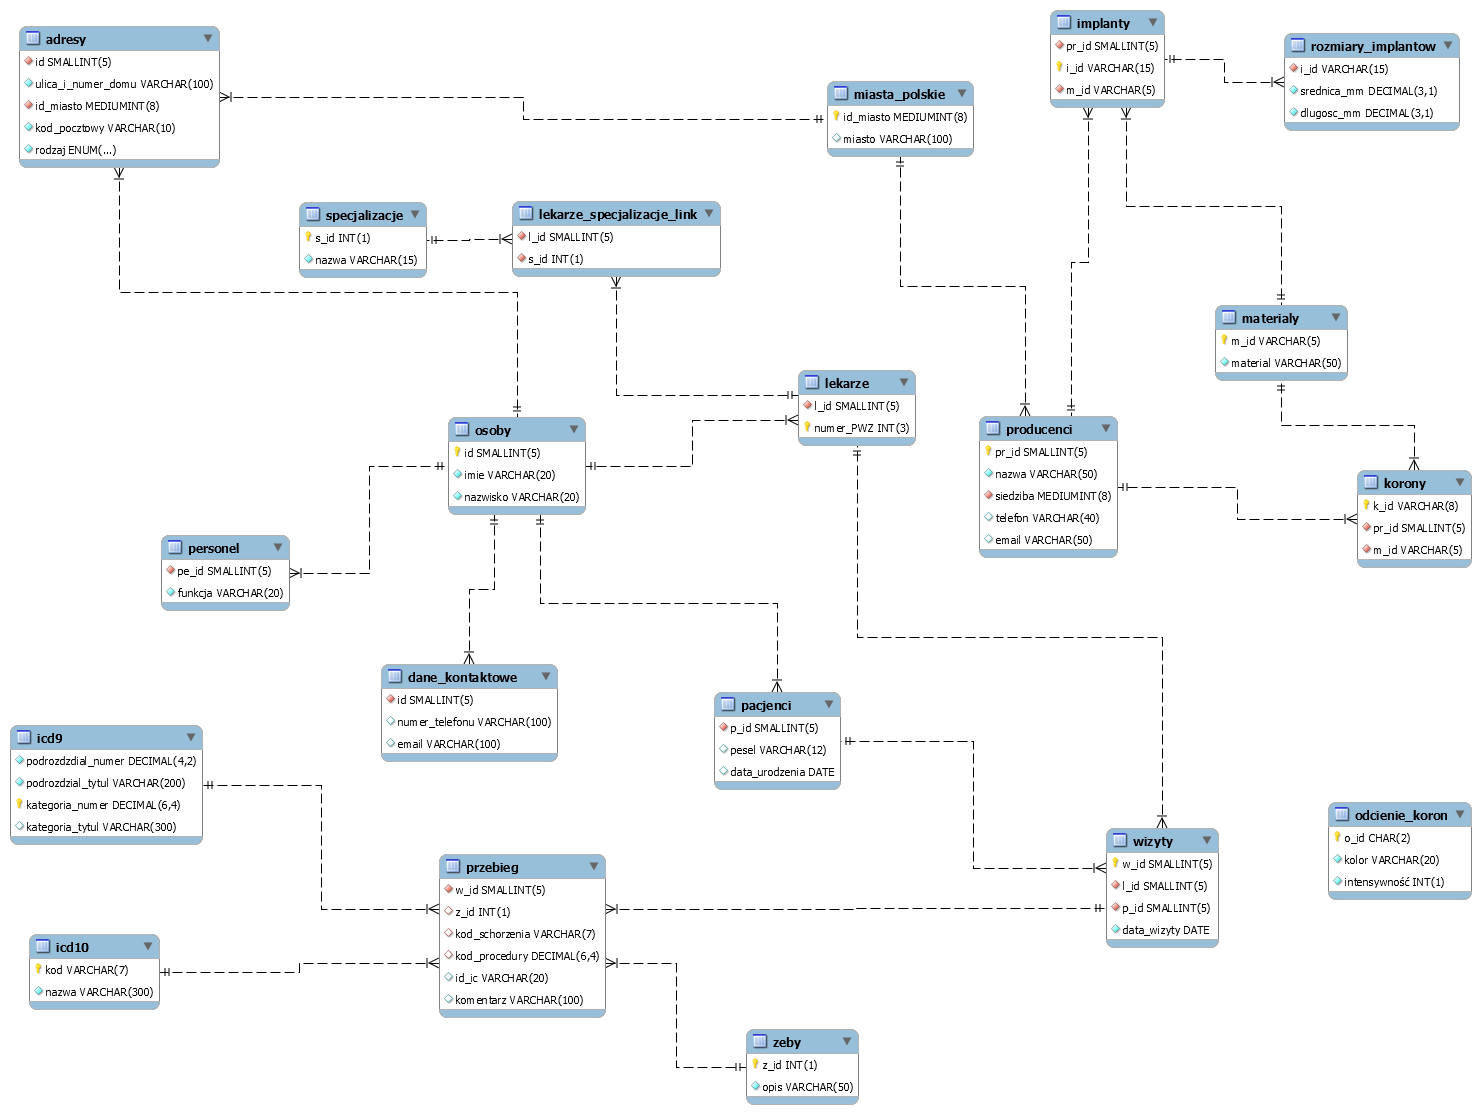 adresy
id SMALLINT(5)
ulica_i_numer_domu VARCHAR(100)
id_miasto MEDIUMINT(8)
kod_pocztowy VARCHAR(10)
rodzaj ENUM(...)
miasta_polskie
id_miasto MEDIUMINT(8)
miasto VARCHAR(100)
implanty
pr_id SMALLINT(5)
i_id VARCHAR(15)
m_id VARCHAR(5)
rozmiary_implantow
i_id VARCHAR(15)
srednica_mm DECIMAL(3,1)
dlugosc_mm DECIMAL(3,1)
specjalizacje
s_id INT(1)
nazwa VARCHAR(15)
lekarze_specjalizacje_link
l_id SMALLINT(5)
s_id INT(1)
materialy
m_id VARCHAR(5)
material VARCHAR(50)
lekarze
l_id SMALLINT(5)
numer_PWZ INT(3)
osoby
id SMALLINT(5)
imie VARCHAR(20)
nazwisko VARCHAR(20)
producenci
pr_id SMALLINT(5)
nazwa VARCHAR(50)
siedziba MEDIUMINT(8)
telefon VARCHAR(40)
email VARCHAR(50)
korony
k_id VARCHAR(8)
pr_id SMALLINT(5)
m_id VARCHAR(5)
personel
pe_id SMALLINT(5)
funkcja VARCHAR(20)
dane_kontaktowe
id SMALLINT(5)
numer_telefonu VARCHAR(100)
email VARCHAR(100)
pacjenci
p_id SMALLINT(5)
pesel VARCHAR(12)
data_urodzenia DATE
icd9
podrozdzdial_numer DECIMAL(4,2)
podrozdzial_tytul VARCHAR(200)
kategoria_numer DECIMAL(6,4)
kategoria_tytul VARCHAR(300)
odcienie_koron
o_id CHAR(2)
kolor VARCHAR(20)
intensywność INT(1)
wizyty
w_id SMALLINT(5)
l_id SMALLINT(5)
p_id SMALLINT(5)
data_wizyty DATE
przebieg
w_id SMALLINT(5)
z_id INT(1)
kod_schorzenia VARCHAR(7)
kod_procedury DECIMAL(6,4)
id_ic VARCHAR(20)
komentarz VARCHAR(100)
icd10
kod VARCHAR(7)
nazwa VARCHAR(300)
zeby
z_id INT(1)
opis VARCHAR(50)